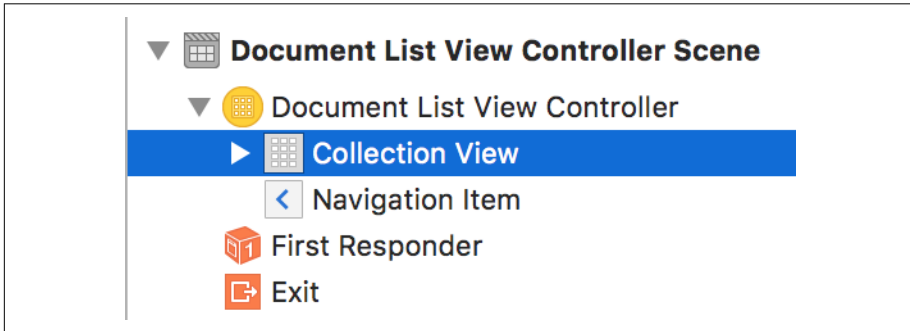 Document List View Controller Scene
Document List View Controller
Collection View
Navigation Item
First Responder
Exit